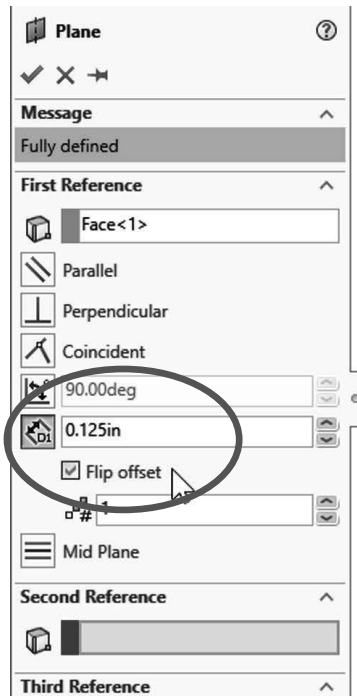 Plane
Message
Fully defined
First Reference
Face<1>
Parallel
Perpendicular
Coincident
90.00deg
D1 0.125in
Flip offset
# 1
Mid Plane
Second Reference
Third Reference